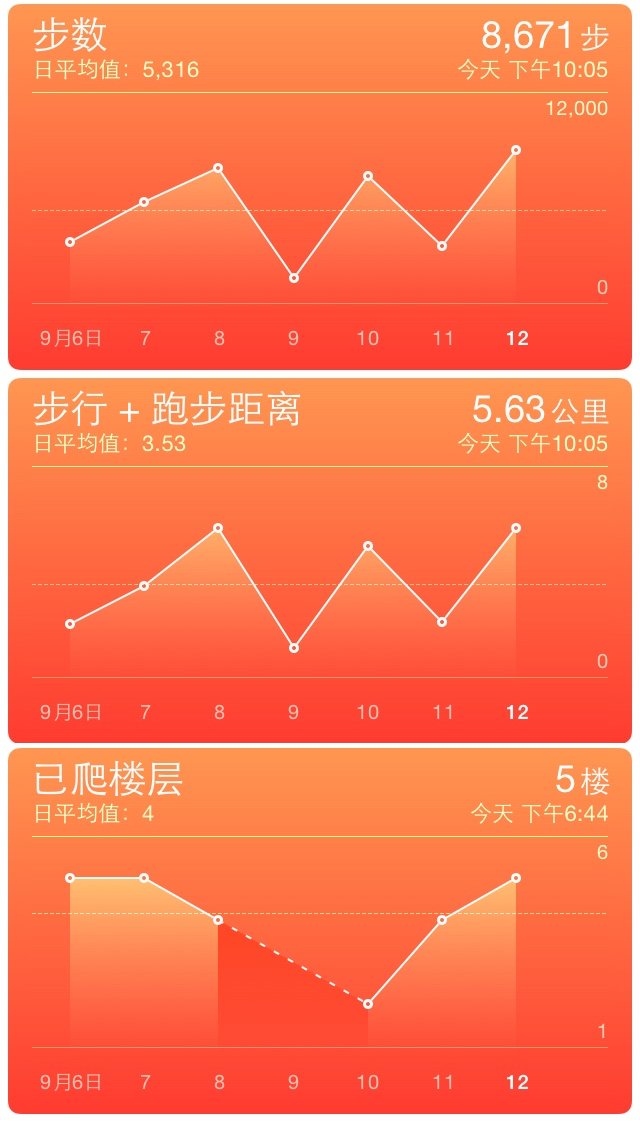 步数 8,671 步
日平均值：5,316 今天 下午10:05
12,000
0
9月6日 7 8 9 10 11 12
步行 + 跑步距离 5.63 公里
日平均值：3.53 今天 下午10:05
8
0
9月6日 7 8 9 10 11 12
已爬楼层 5 楼
日平均值：4 今天 下午6:44
6
1
9月6日 7 8 9 10 11 12